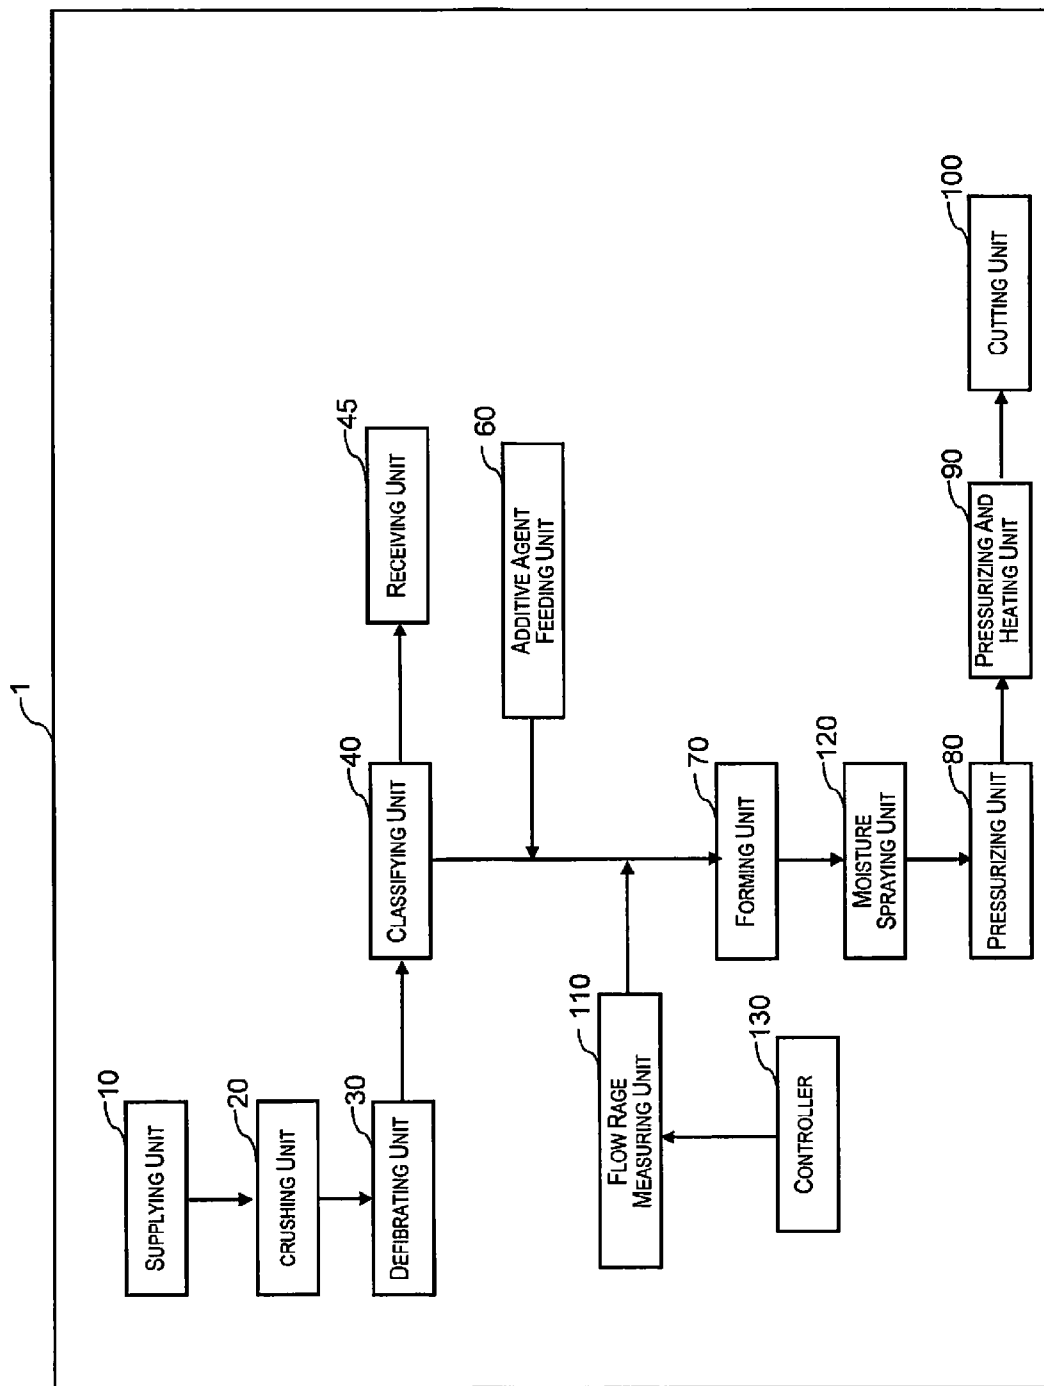 1
10
SUPPLYING UNIT
20
CRUSHING UNIT
30
DEFIBRATING UNIT
40
CLASSIFYING UNIT
45
RECEIVING UNIT
60
ADDITIVE AGENT
FEEDING UNIT
110
FLOW RAGE
MEASURING UNIT
130
CONTROLLER
70
FORMING UNIT
120
MOISTURE
SPRAYING UNIT
80
PRESSURIZING UNIT
90
PRESSURIZING AND
HEATING UNIT
100
CUTTING UNIT